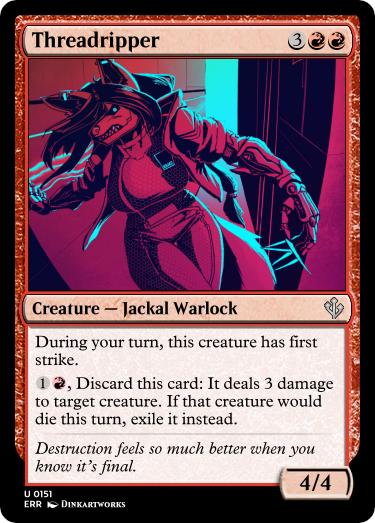 Threadripper 3
Creature — Jackal Warlock
During your turn, this creature has first
strike.
1, Discard this card: It deals 3 damage
to target creature. If that creature would
die this turn, exile it instead.
Destruction feels so much better when you
know it's final.
4/4
U 0151
ERR DINKARTWORKS